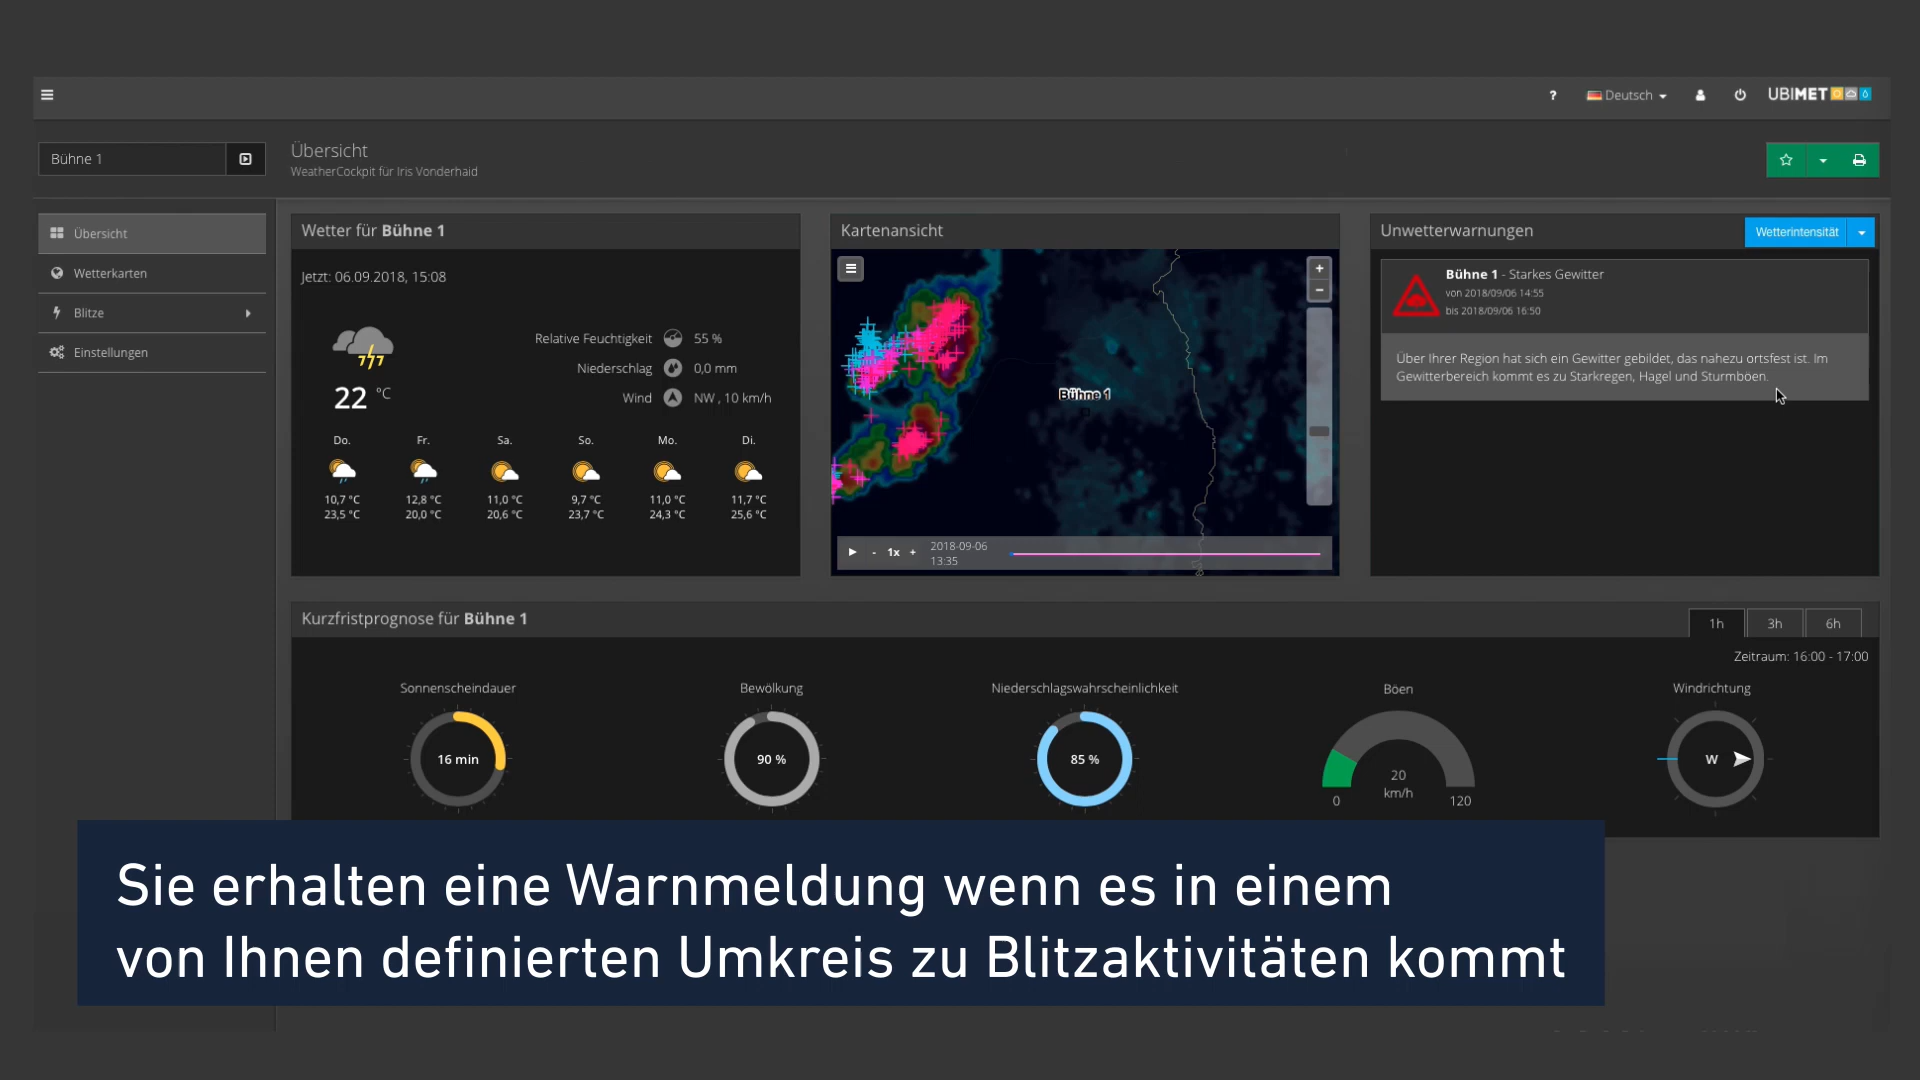 ? Deutsch UBIMET
Bühne 1
Übersicht
WeatherCockpit für Iris Vonderhaid
Übersicht
Wetterkarten
Blitze
Einstellungen
Wetter für Bühne 1
Jetzt: 06.09.2018, 15:08
22 °C
Relative Feuchtigkeit 55 %
Niederschlag 0,0 mm
Wind NW , 10 km/h
Do. Fr. Sa. So. Mo. Di.
10,7 °C 12,8 °C 11,0 °C 9,7 °C 11,0 °C 11,7 °C
23,5 °C 20,0 °C 20,6 °C 23,7 °C 24,3 °C 25,6 °C
Kartenansicht
+
-
Bühne 1
- 1x + 2018-09-06
13:35
Unwetterwarnungen
Wetterintensität
Bühne 1 - Starkes Gewitter
von 2018/09/06 14:55
bis 2018/09/06 16:50
Über Ihrer Region hat sich ein Gewitter gebildet, das nahezu ortsfest ist. Im
Gewitterbereich kommt es zu Starkregen, Hagel und Sturmböen.
Kurzfristprognose für Bühne 1
1h 3h 6h
Zeitraum: 16:00 - 17:00
Sonnenscheindauer
16 min
Bewölkung
90 %
Niederschlagswahrscheinlichkeit
85 %
Böen
20
km/h
0 120
Windrichtung
W
Sie erhalten eine Warnmeldung wenn es in einem
von Ihnen definierten Umkreis zu Blitzaktivitäten kommt